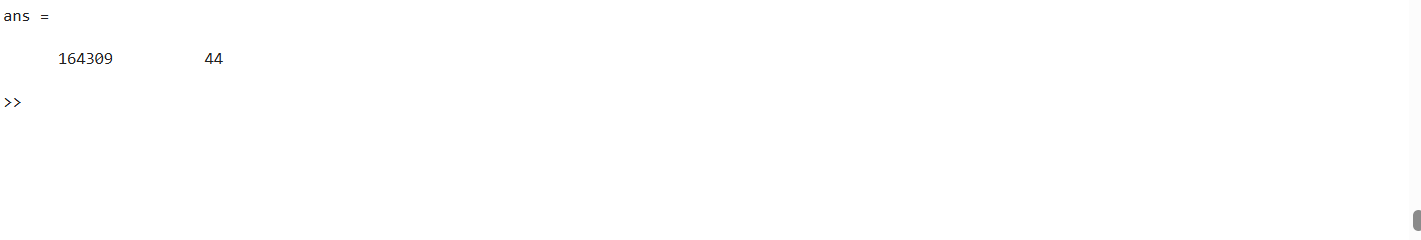 ans =
164309 44
>>